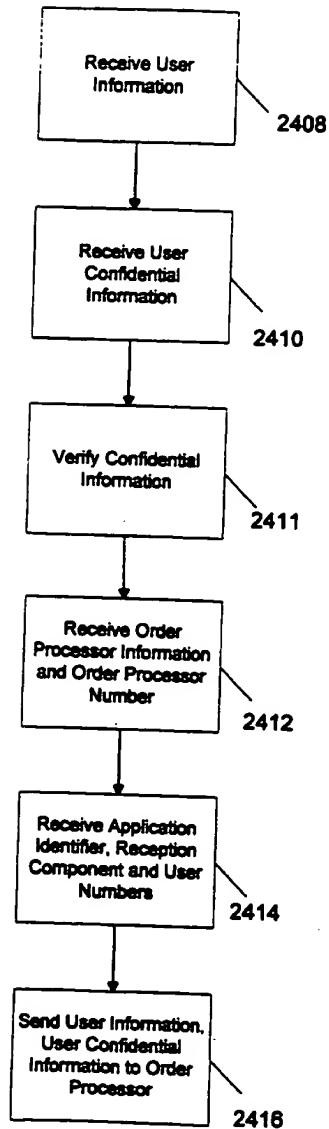 Receive User
Information
2408
Receive User
Confidential
Information
2410
Verify Confidential
Information
2411
Receive Order
Processor Information
and Order Processor
Number
2412
Receive Application
Identifier, Reception
Component and User
Numbers
2414
Send User Information,
User Confidential
Information to Order
Processor
2416